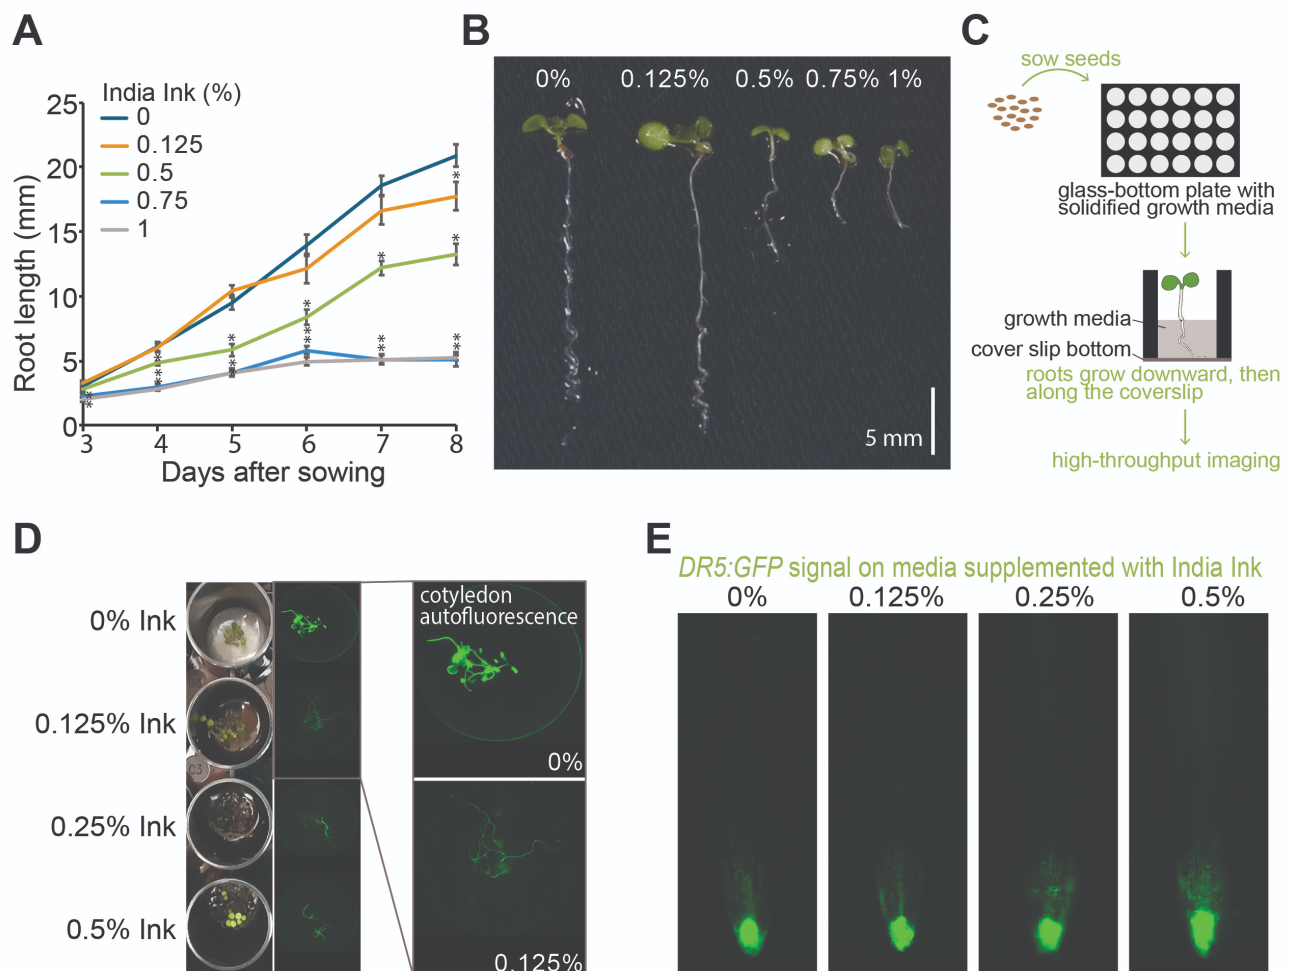 A
India Ink (%)
0
0.125
0.5
0.75
1
Root length (mm)
25
20
15
10
5
0
* * * * * * * * * * * * * * * * * *
3 4 5 6 7 8
Days after sowing
B
0% 0.125% 0.5% 0.75% 1%
5 mm
C
sow seeds
glass-bottom plate with
solidified growth media
growth media
cover slip bottom
roots grow downward, then
along the coverslip
high-throughput imaging
D
0% Ink
0.125% Ink
0.25% Ink
0.5% Ink
C3
cotyledon
autofluorescence
0%
0.125%
E
DR5:GFP signal on media supplemented with India Ink
0% 0.125% 0.25% 0.5%